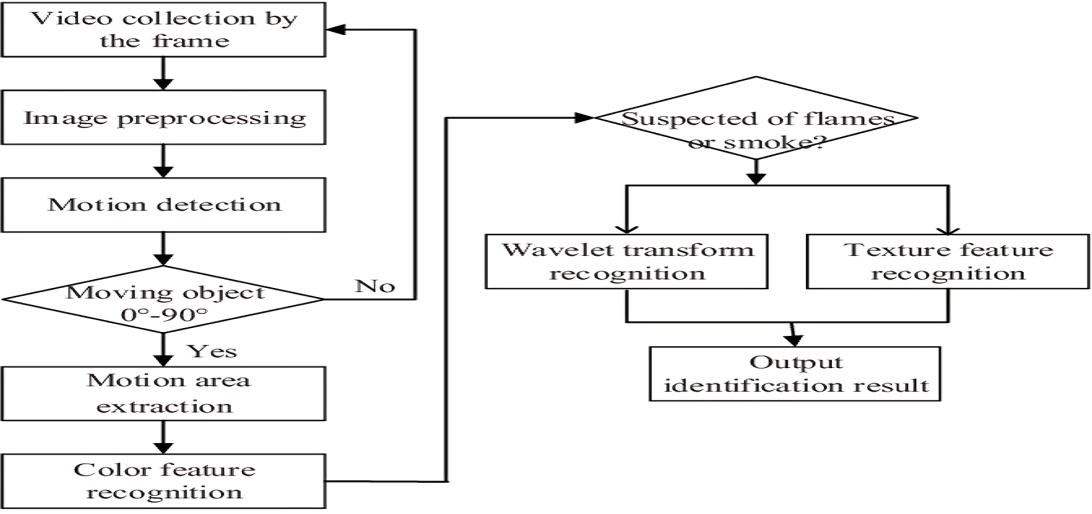 Video collection by
the frame
Image preprocessing
Motion detection
Moving object
0°-90°
No
Yes
Motion area
extraction
Color feature
recognition
Suspected of flames
or smoke?
Wavelet transform
recognition
Texture feature
recognition
Output
identification result